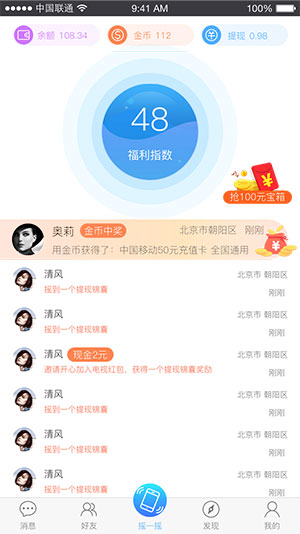 中国联通 9:41 AM 100%
余额 108.34 金币 112 提现 0.98
48
福利指数
抢100元宝箱
奥莉 金币中奖 北京市 朝阳区 刚刚
用金币获得了：中国移动50元充值卡 全国通用
清风 北京市 朝阳区
摇到一个提现锦囊 刚刚
清风 北京市 朝阳区
摇到一个提现锦囊 刚刚
清风 现金2元 北京市 朝阳区
邀请开心加入电视红包，获得一个提现锦囊奖励 刚刚
清风 北京市 朝阳区
摇到一个提现锦囊 刚刚
清风 北京市 朝阳区
摇到一个提现锦囊 刚刚
清风 北京市 朝阳区
摇到一个提现锦囊 刚刚
消息 好友 摇一摇 发现 我的